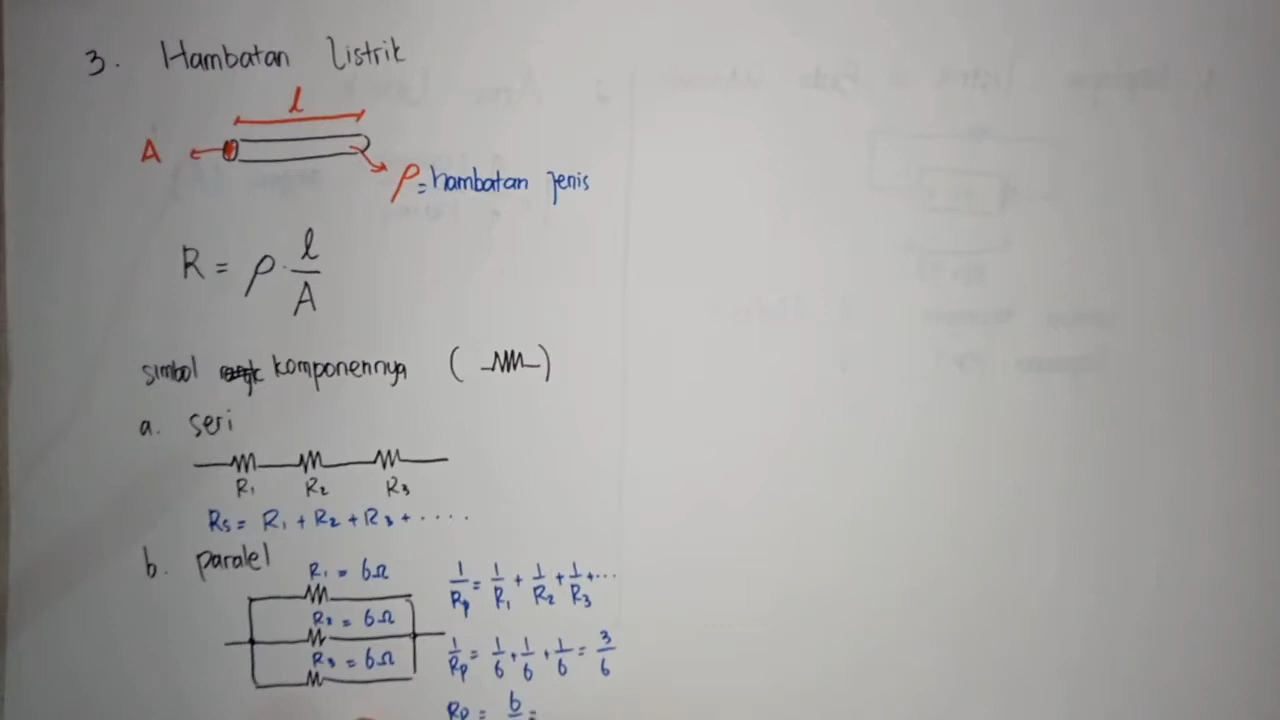 3. Hambatan Listrik
l
A
ρ = hambatan jenis
R = ρ · l/A
simbol komponennya ( )
a. seri
R₁ R₂ R₃
Rs = R₁ + R₂ + R₃ + ....
b. paralel
R₁ = 6Ω
R₂ = 6Ω
R₃ = 6Ω
1/Rp = 1/R₁ + 1/R₂ + 1/R₃ + ...
1/Rp = 1/6 + 1/6 + 1/6 = 3/6
Rp = 6/ =